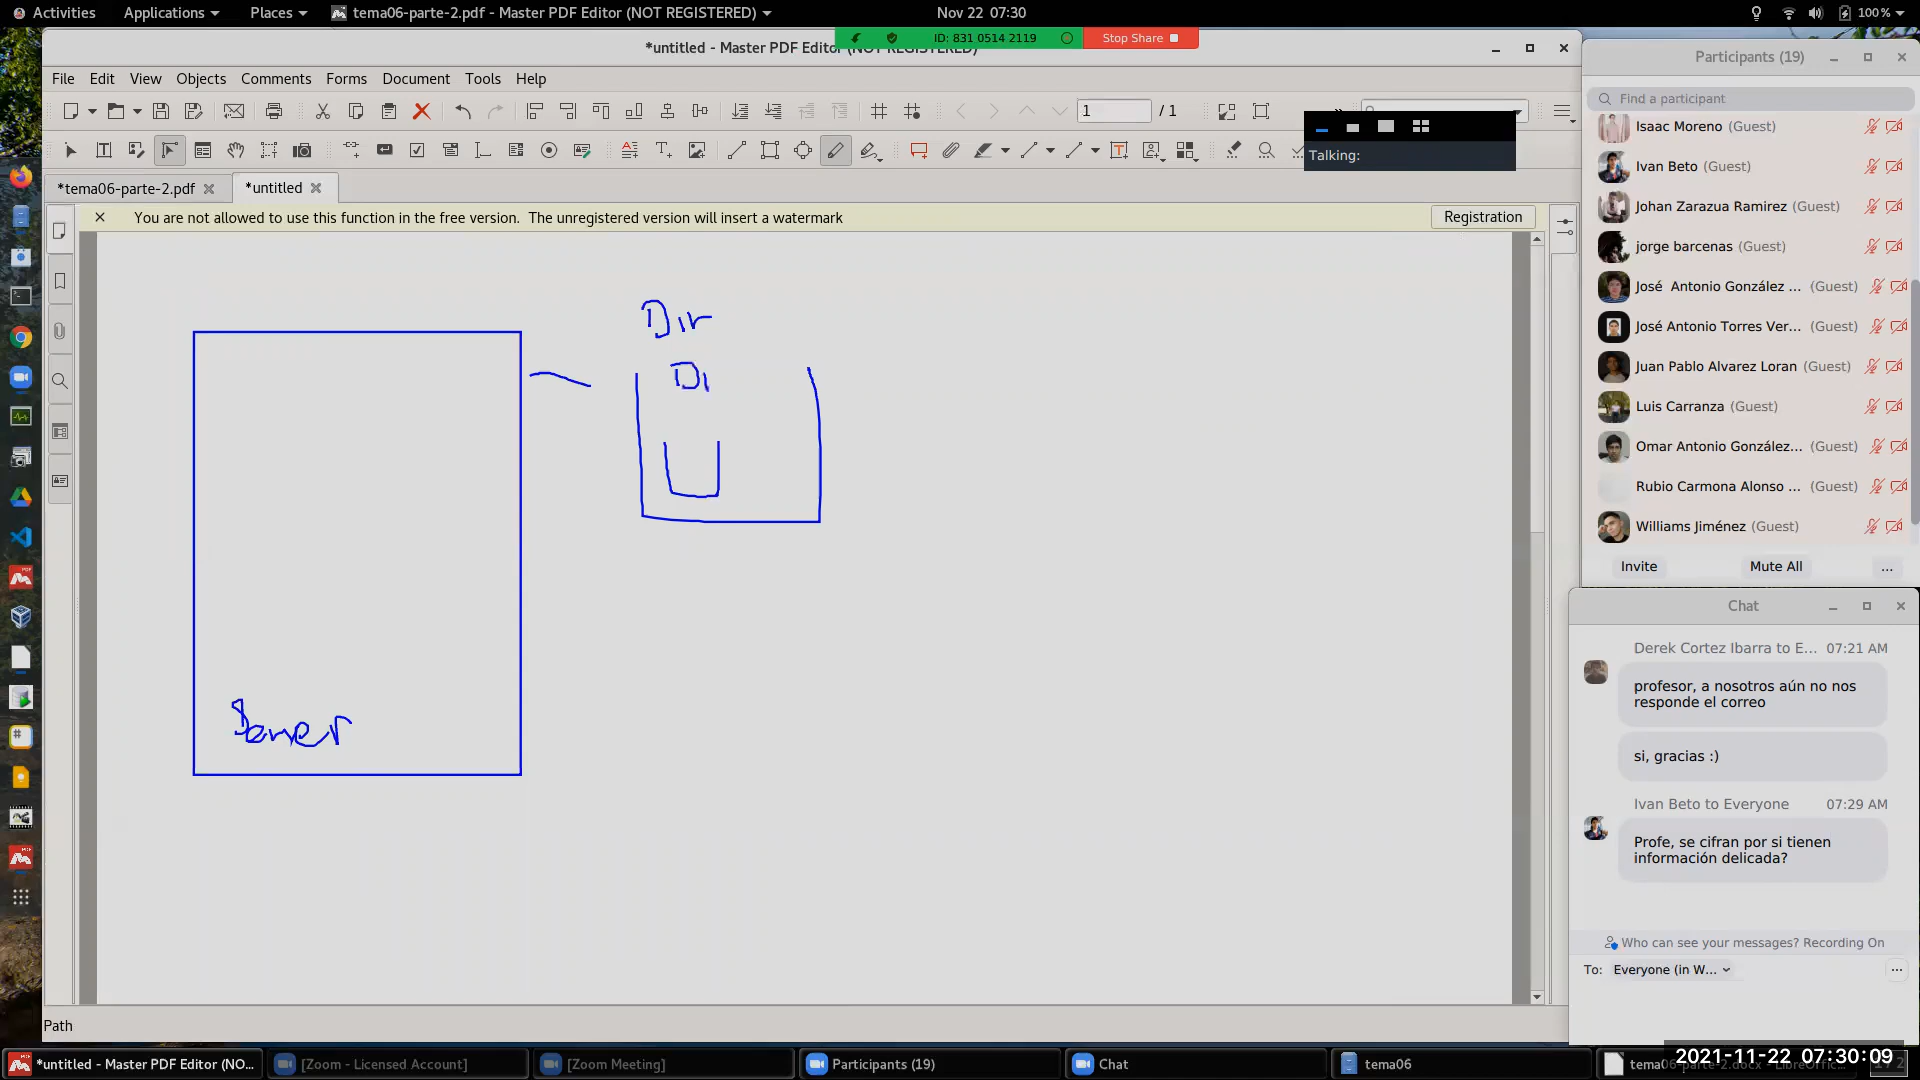 Activities Applications Places tema06-parte-2.pdf - Master PDF Editor (NOT REGISTERED) Nov 22 07:30 100%
*untitled - Master PDF Editor (NOT REGISTERED)
ID: 831 0514 2119 Stop Share
File Edit View Objects Comments Forms Document Tools Help
1 / 1
Talking:
*tema06-parte-2.pdf *untitled
You are not allowed to use this function in the free version. The unregistered version will insert a watermark Registration
Dir
Di
Server
Path
Participants (19)
Find a participant
Isaac Moreno (Guest)
Ivan Beto (Guest)
Johan Zarazua Ramirez (Guest)
jorge barcenas (Guest)
José Antonio González ... (Guest)
José Antonio Torres Ver... (Guest)
Juan Pablo Alvarez Loran (Guest)
Luis Carranza (Guest)
Omar Antonio González... (Guest)
Rubio Carmona Alonso ... (Guest)
Williams Jiménez (Guest)
Invite Mute All ...
Chat
Derek Cortez Ibarra to E... 07:21 AM
profesor, a nosotros aún no nos
responde el correo
si, gracias :)
Ivan Beto to Everyone 07:29 AM
Profe, se cifran por si tienen
información delicada?
Who can see your messages? Recording On
To: Everyone (in W...
*untitled - Master PDF Editor (NO... [Zoom - Licensed Account] [Zoom Meeting] Participants (19) Chat tema06 tema06-parte-2.docx - LibreOffic...
2021-11-22 07:30:09